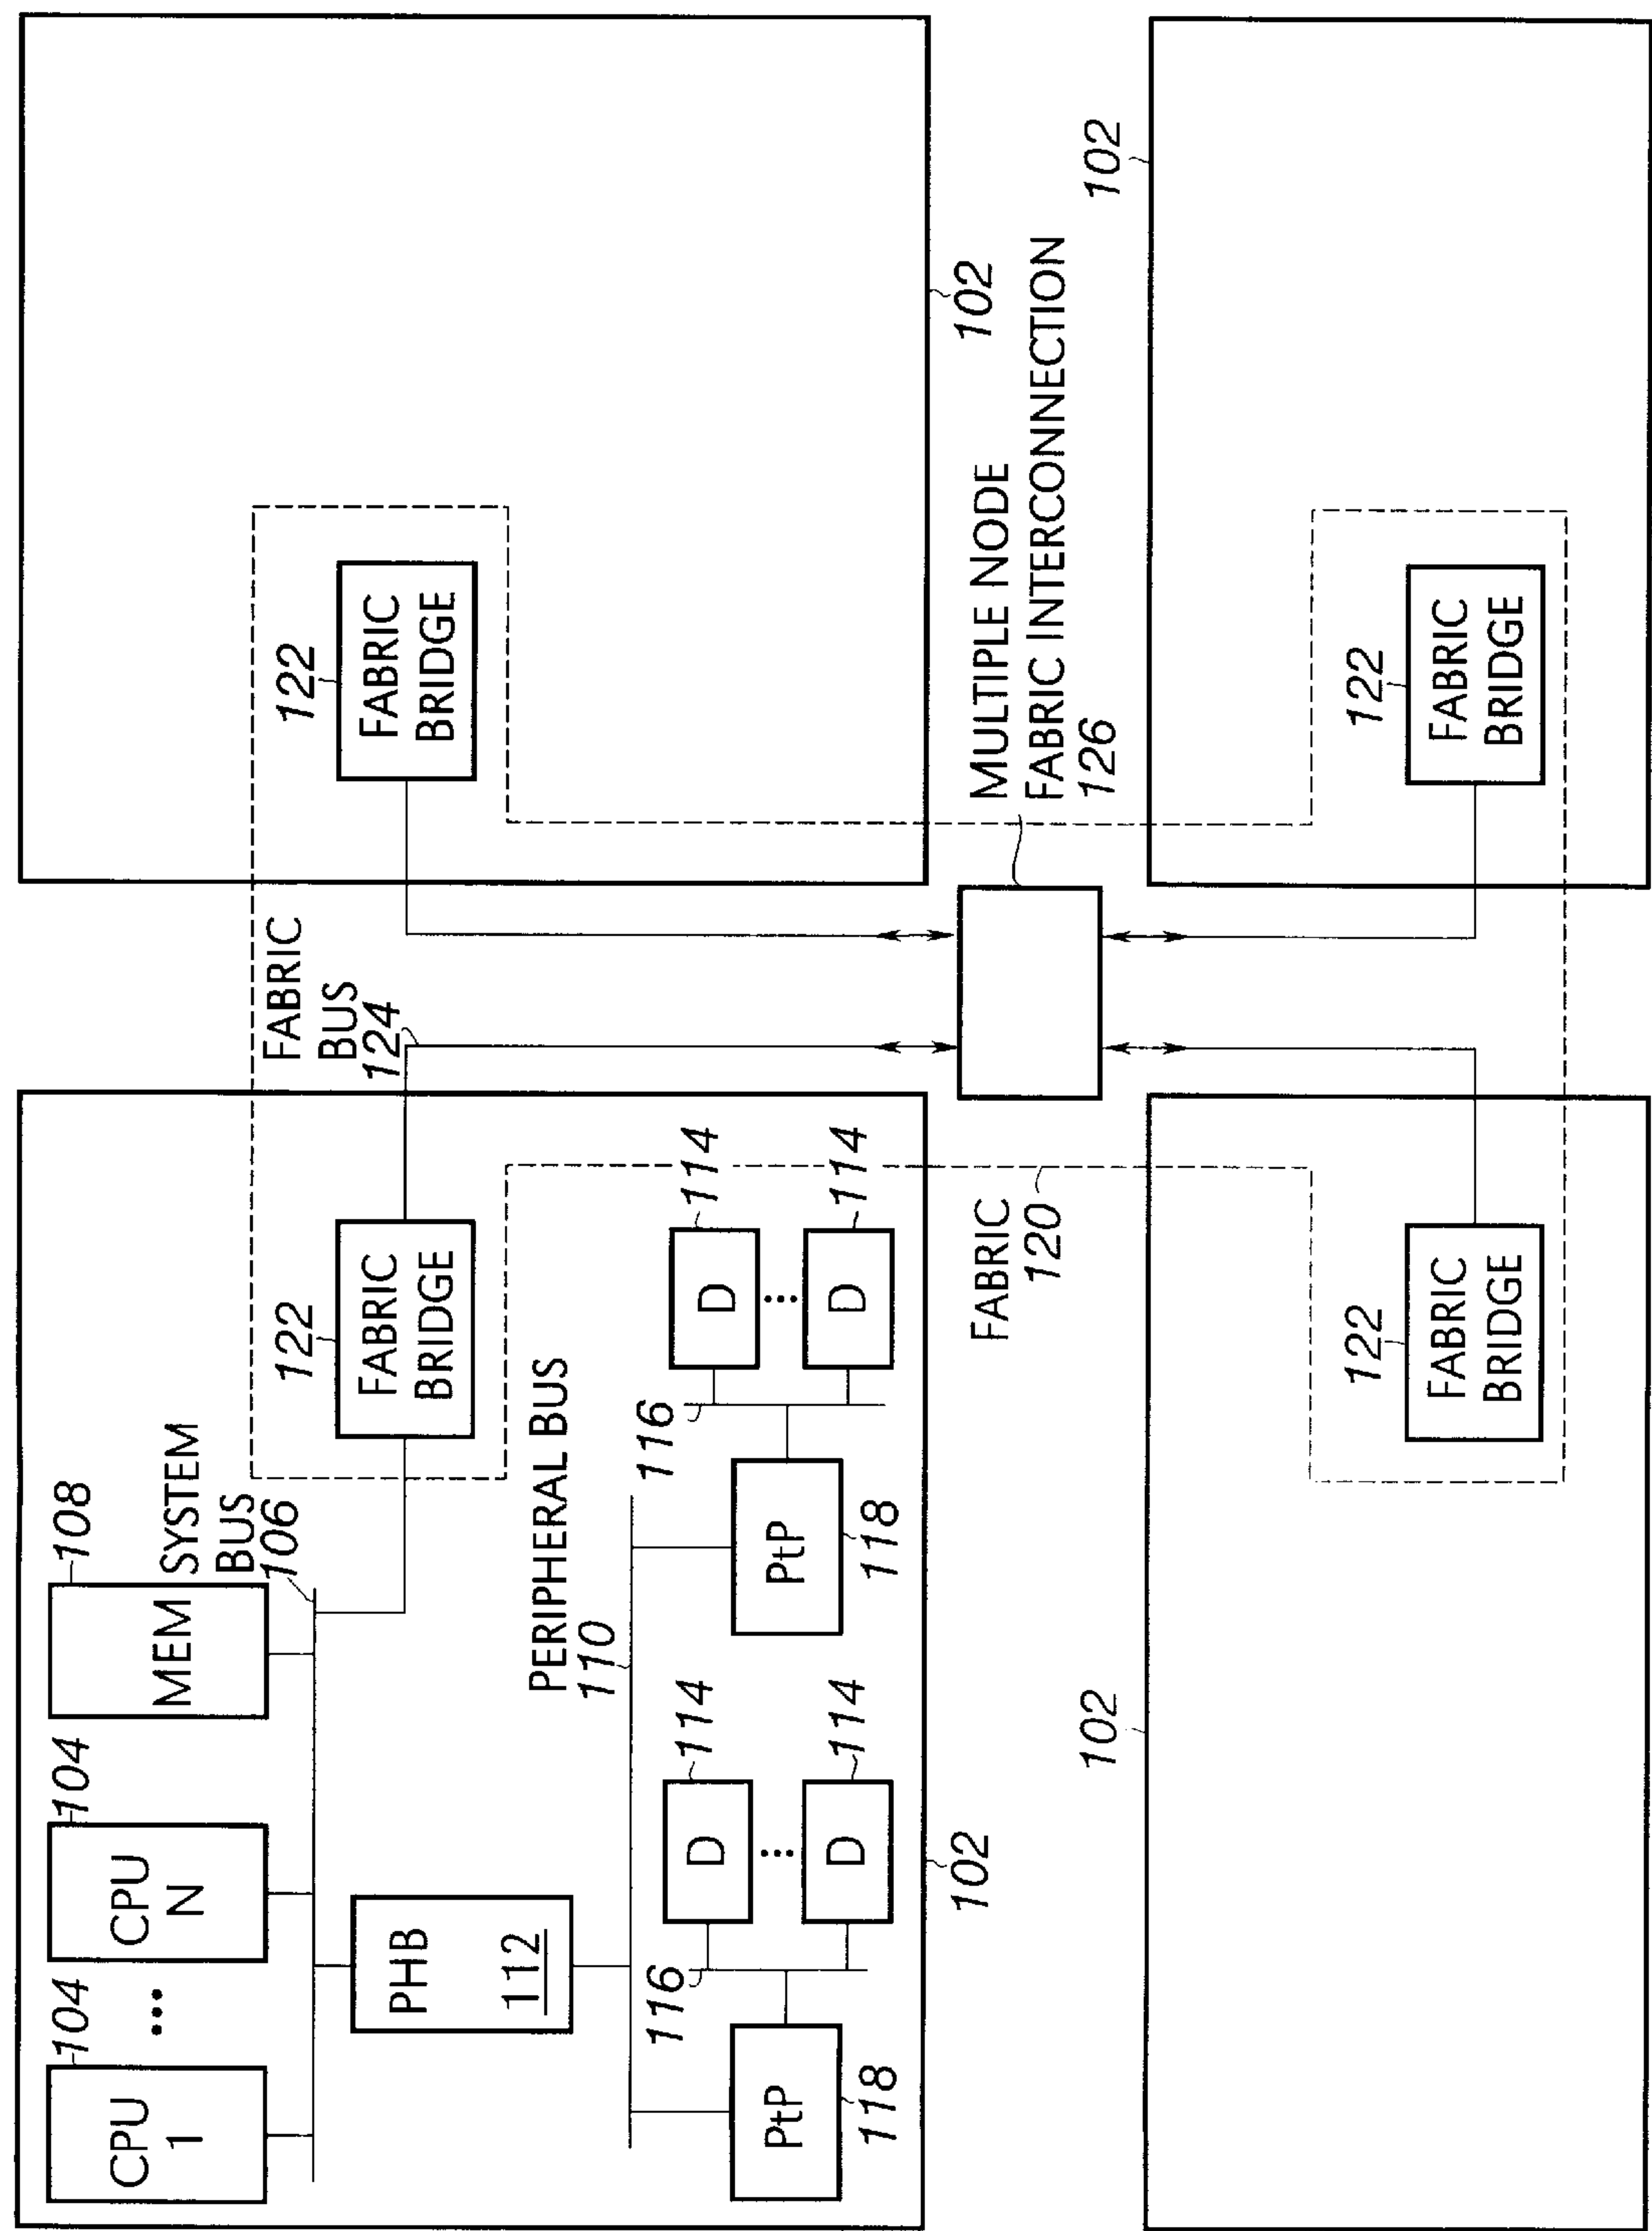 104
104
108
CPU
1
...
CPU
N
MEM
SYSTEM
BUS
106
122
FABRIC
BRIDGE
FABRIC
BUS
124
122
FABRIC
BRIDGE
PHB
112
PERIPHERAL BUS
110
116
114
D
...
D
114
116
114
D
...
D
114
PtP
118
PtP
118
102
102
FABRIC
120
MULTIPLE NODE
FABRIC INTERCONNECTION
126
102
102
122
FABRIC
BRIDGE
122
FABRIC
BRIDGE